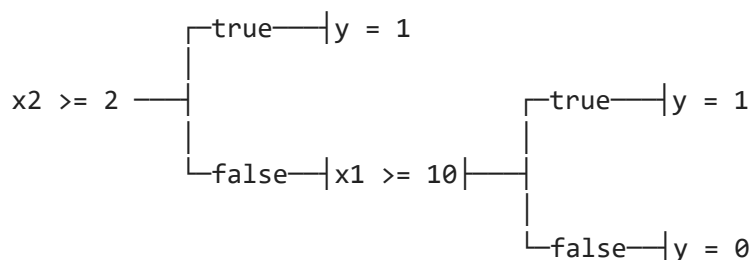 true y = 1
x2 >= 2 true y = 1
false x1 >= 10
false y = 0